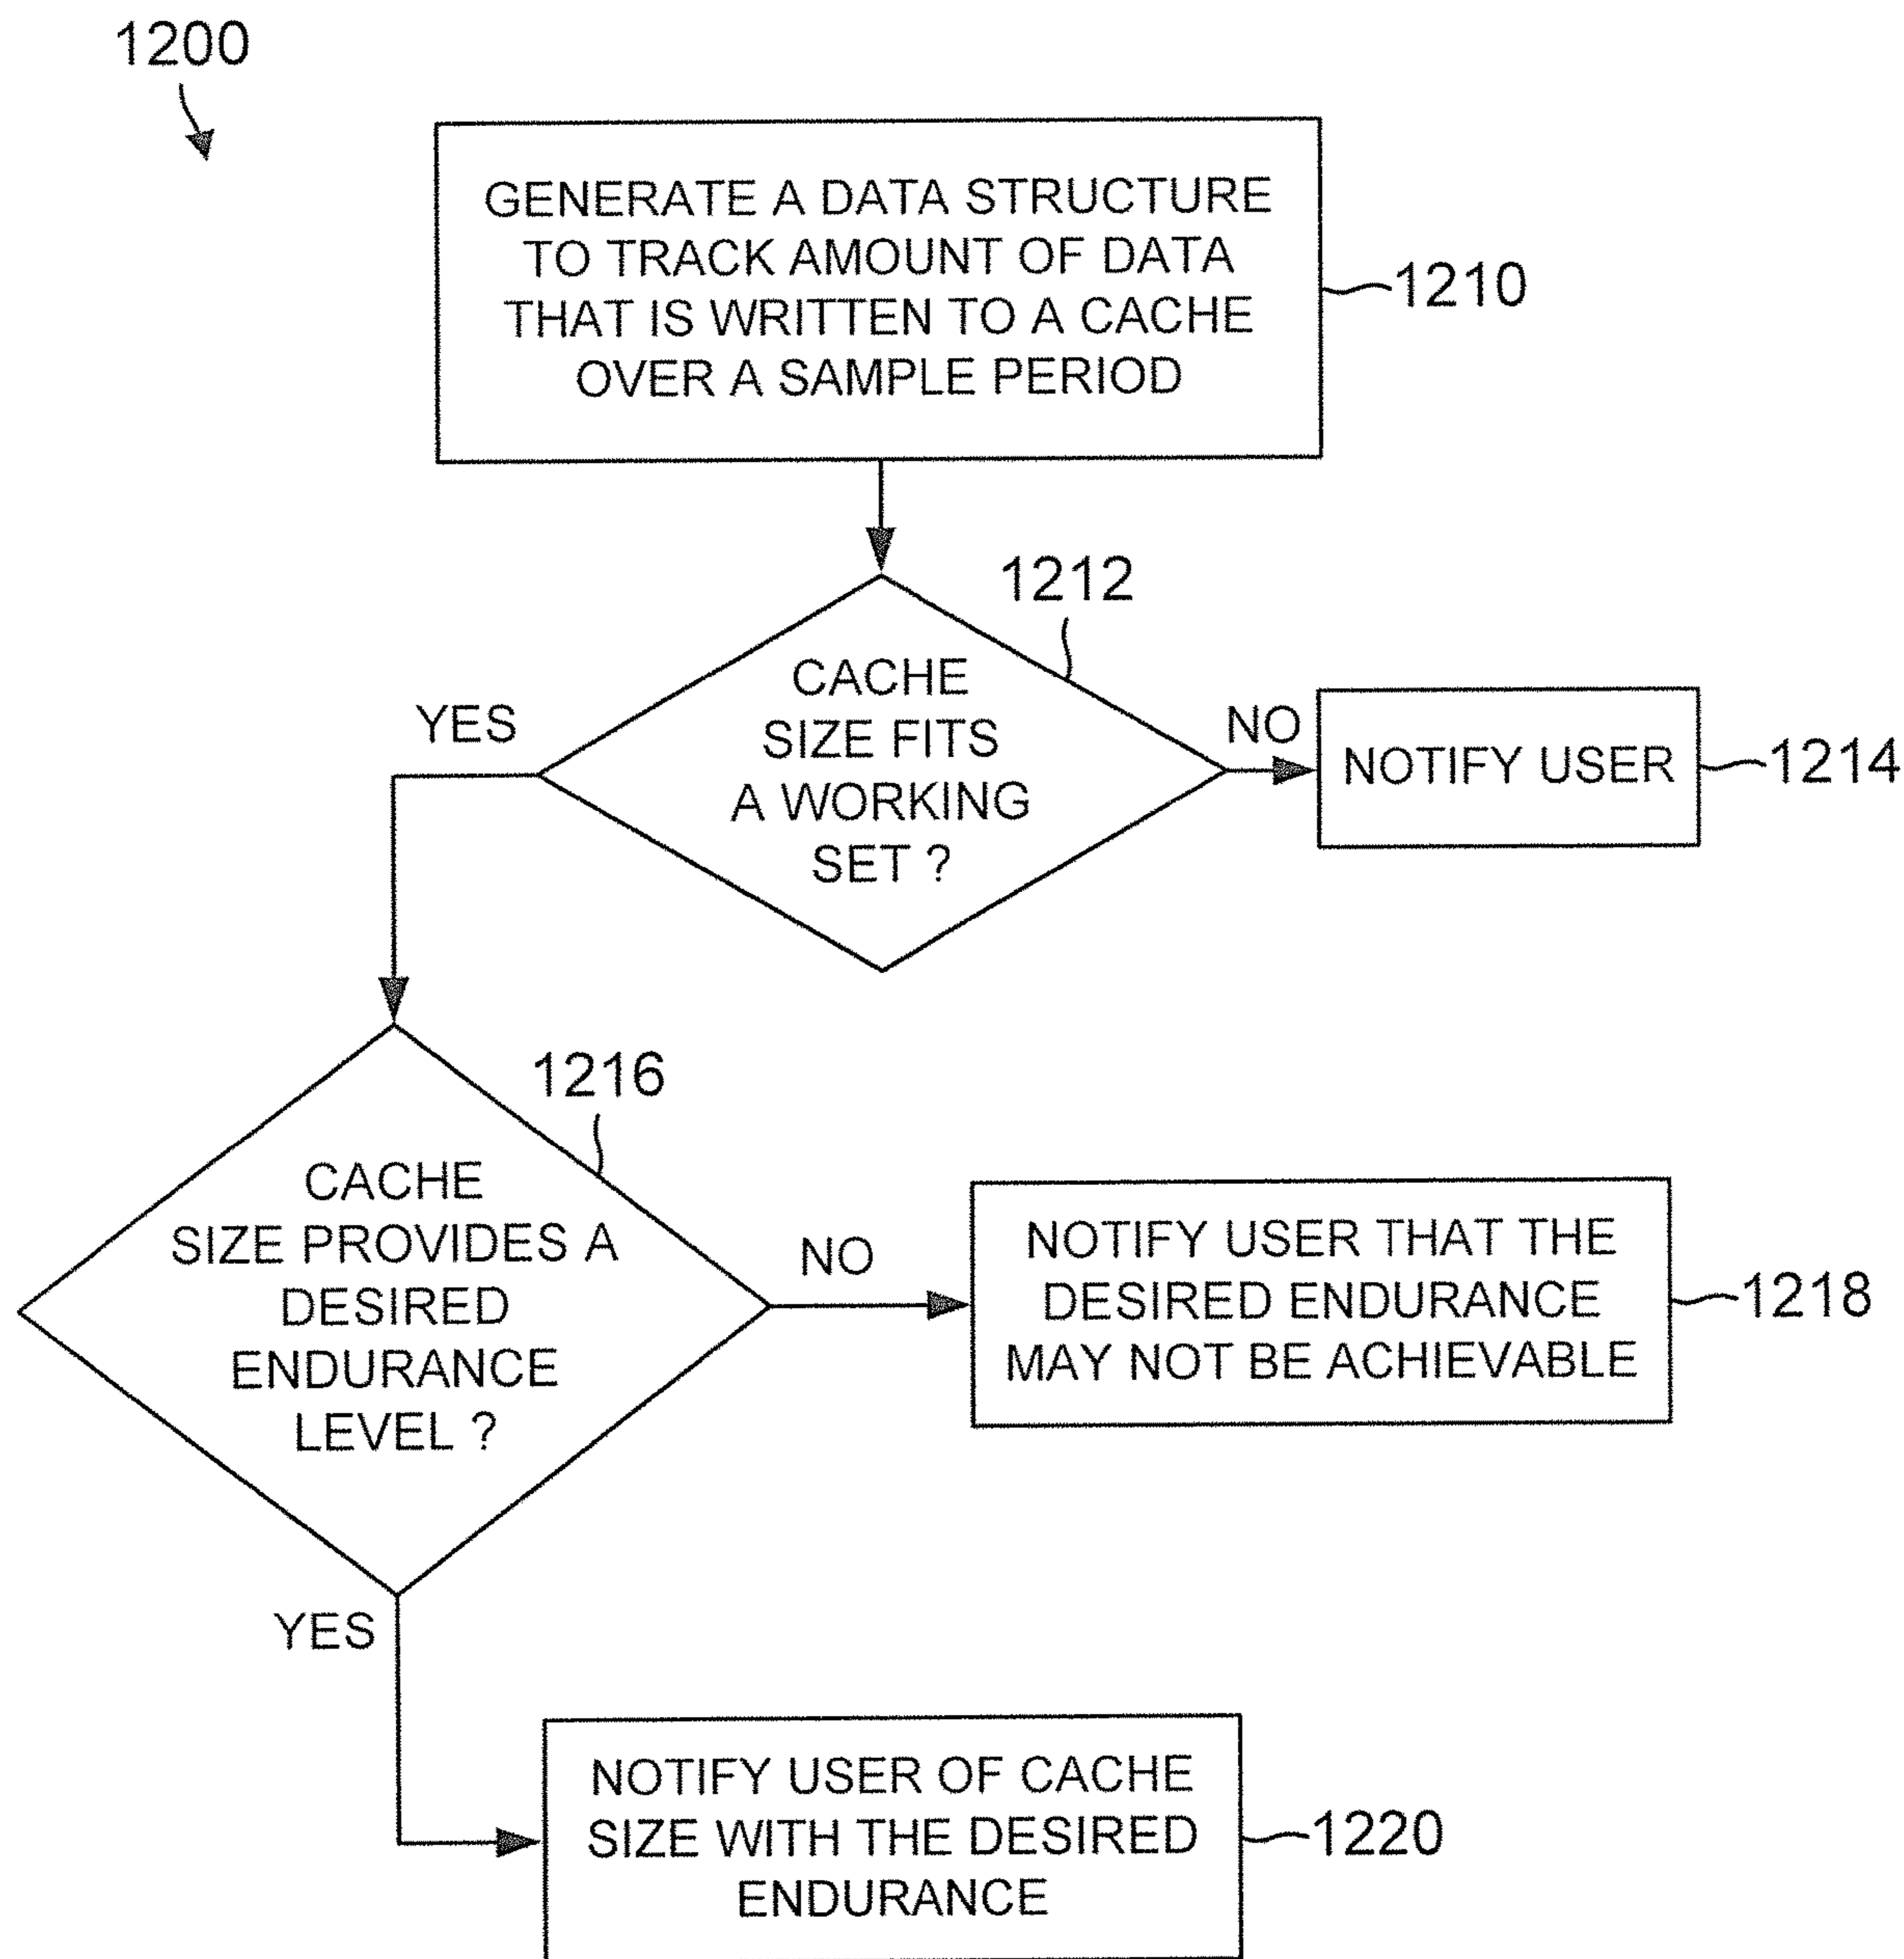 1200
GENERATE A DATA STRUCTURE
TO TRACK AMOUNT OF DATA
THAT IS WRITTEN TO A CACHE
OVER A SAMPLE PERIOD
1210
1212
CACHE
SIZE FITS
A WORKING
SET ?
YES
NO
NOTIFY USER
1214
1216
CACHE
SIZE PROVIDES A
DESIRED
ENDURANCE
LEVEL ?
NO
NOTIFY USER THAT THE
DESIRED ENDURANCE
MAY NOT BE ACHIEVABLE
1218
YES
NOTIFY USER OF CACHE
SIZE WITH THE DESIRED
ENDURANCE
1220